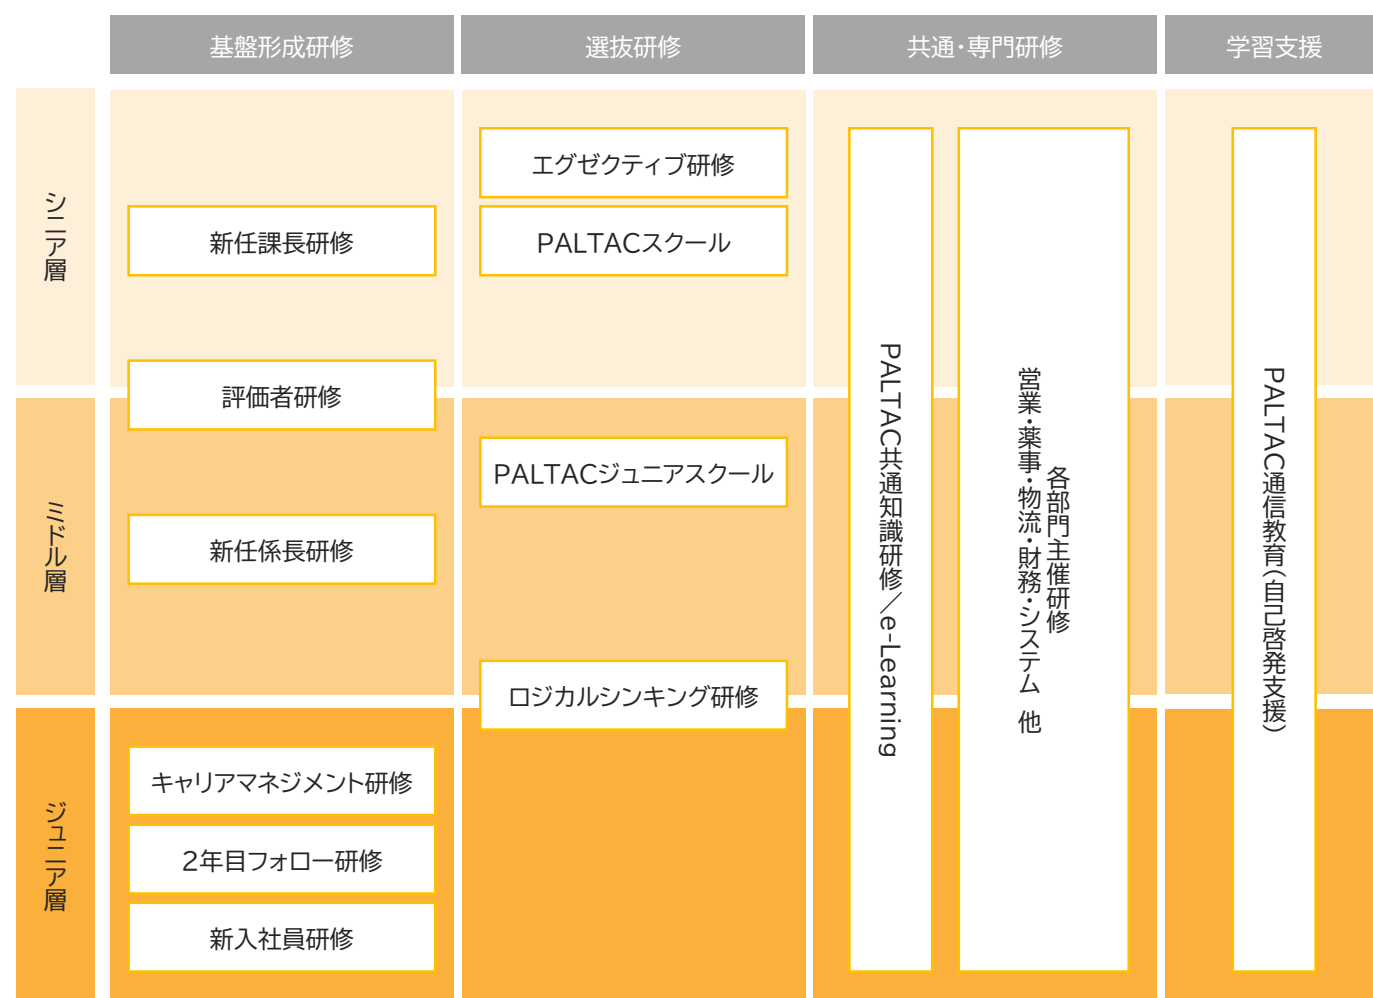 基盤形成研修
選抜研修
共通・専門研修
学習支援
シニア層
新任課長研修
エグゼクティブ研修
PALTACスクール
評価者研修
ミドル層
PALTACジュニアスクール
新任係長研修
ロジカルシンキング研修
ジュニア層
キャリアマネジメント研修
2年目フォロー研修
新入社員研修
PALTAC共通知識研修／e-Learning
各部門主催研修
営業・薬事・物流・財務・システム 他
PALTAC通信教育(自己啓発支援)